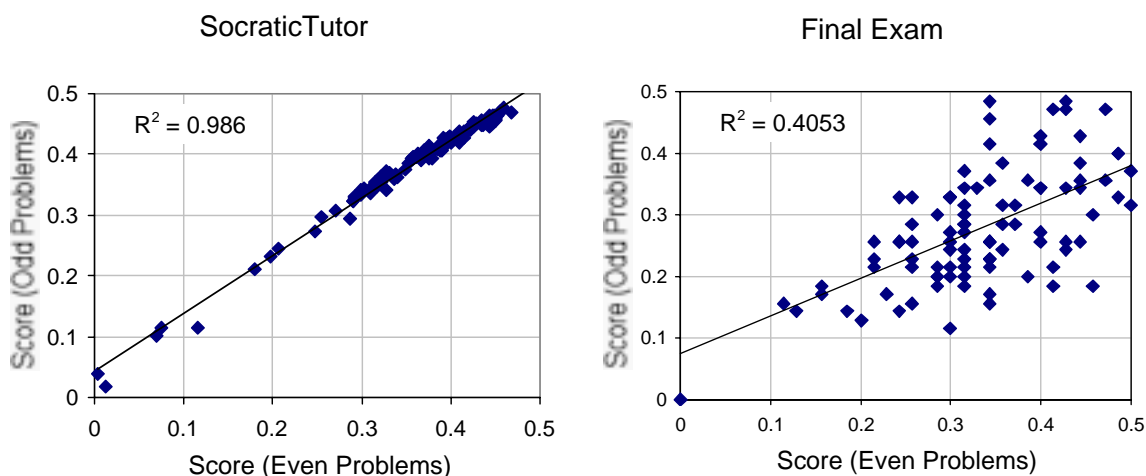 SocraticTutor
Score (Odd Problems)
0.5
0.4
0.3
0.2
0.1
0
R² = 0.986
0 0.1 0.2 0.3 0.4 0.5
Score (Even Problems)
Final Exam
Score (Odd Problems)
0.5
0.4
0.3
0.2
0.1
0
R² = 0.4053
0 0.1 0.2 0.3 0.4 0.5
Score (Even Problems)